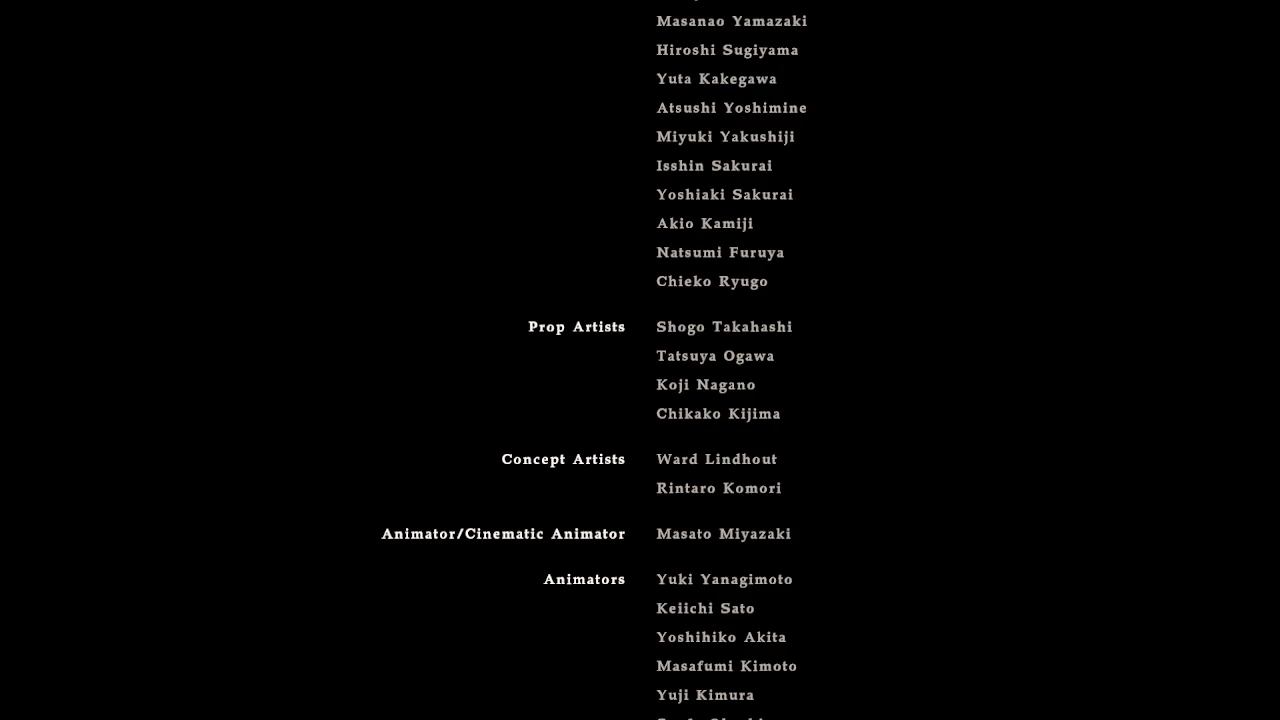 Masanao Yamazaki
Hiroshi Sugiyama
Yuta Kakegawa
Atsushi Yoshimine
Miyuki Yakushiji
Isshin Sakurai
Yoshiaki Sakurai
Akio Kamiji
Natsumi Furuya
Chieko Ryugo
Prop Artists Shogo Takahashi
Tatsuya Ogawa
Koji Nagano
Chikako Kijima
Concept Artists Ward Lindhout
Rintaro Komori
Animator/Cinematic Animator Masato Miyazaki
Animators Yuki Yanagimoto
Keiichi Sato
Yoshihiko Akita
Masafumi Kimoto
Yuji Kimura